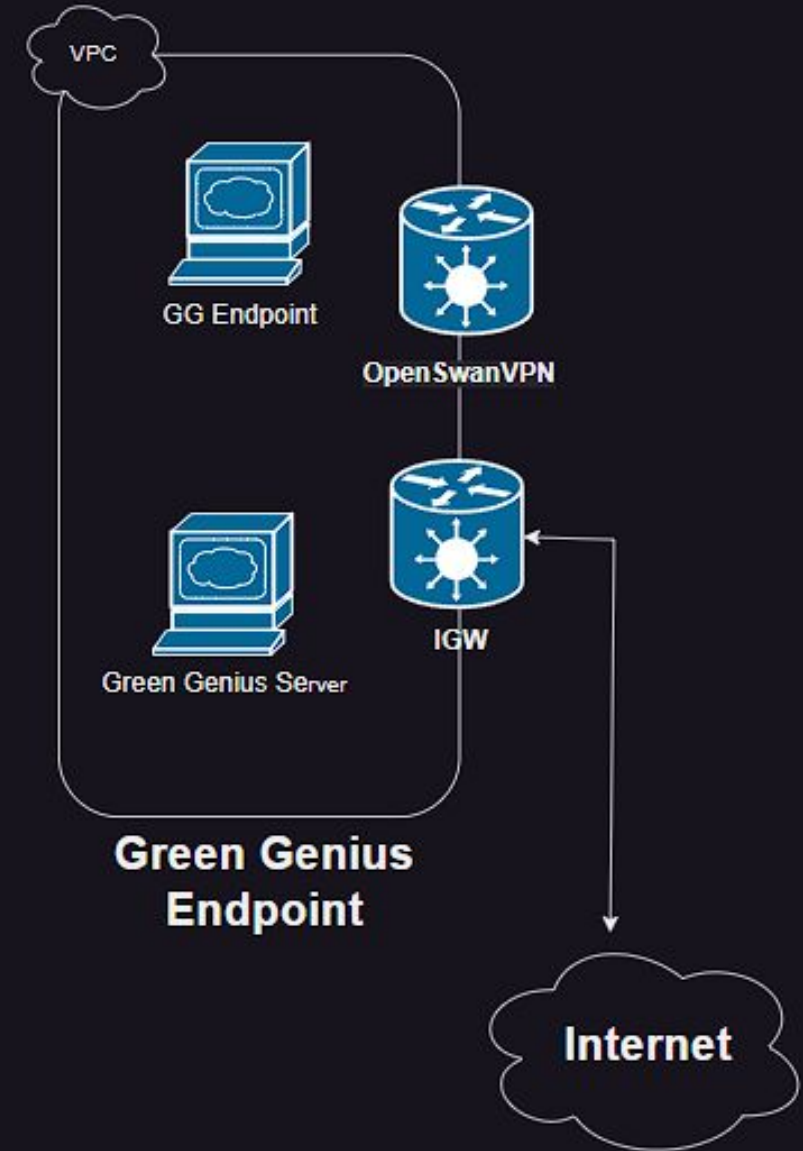 VPC
GG Endpoint
OpenSwanVPN
IGW
Green Genius Server
Green Genius
Endpoint
Internet